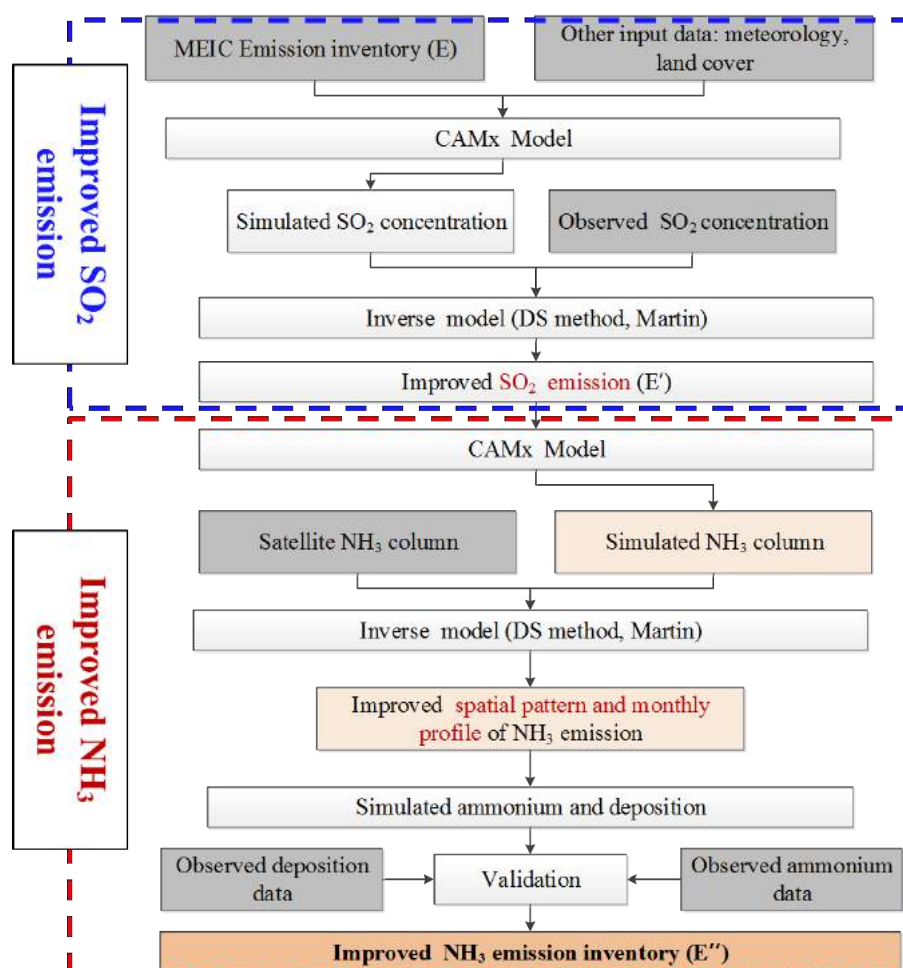 Improved SO₂
emission
MEIC Emission inventory (E)
Other input data: meteorology,
land cover
CAMx Model
Simulated SO₂ concentration
Observed SO₂ concentration
Inverse model (DS method, Martin)
Improved SO₂ emission (E′)
Improved NH₃
emission
CAMx Model
Satellite NH₃ column
Simulated NH₃ column
Inverse model (DS method, Martin)
Improved spatial pattern and monthly
profile of NH₃ emission
Simulated ammonium and deposition
Observed deposition
data
Validation
Observed ammonium
data
Improved NH₃ emission inventory (E′′)